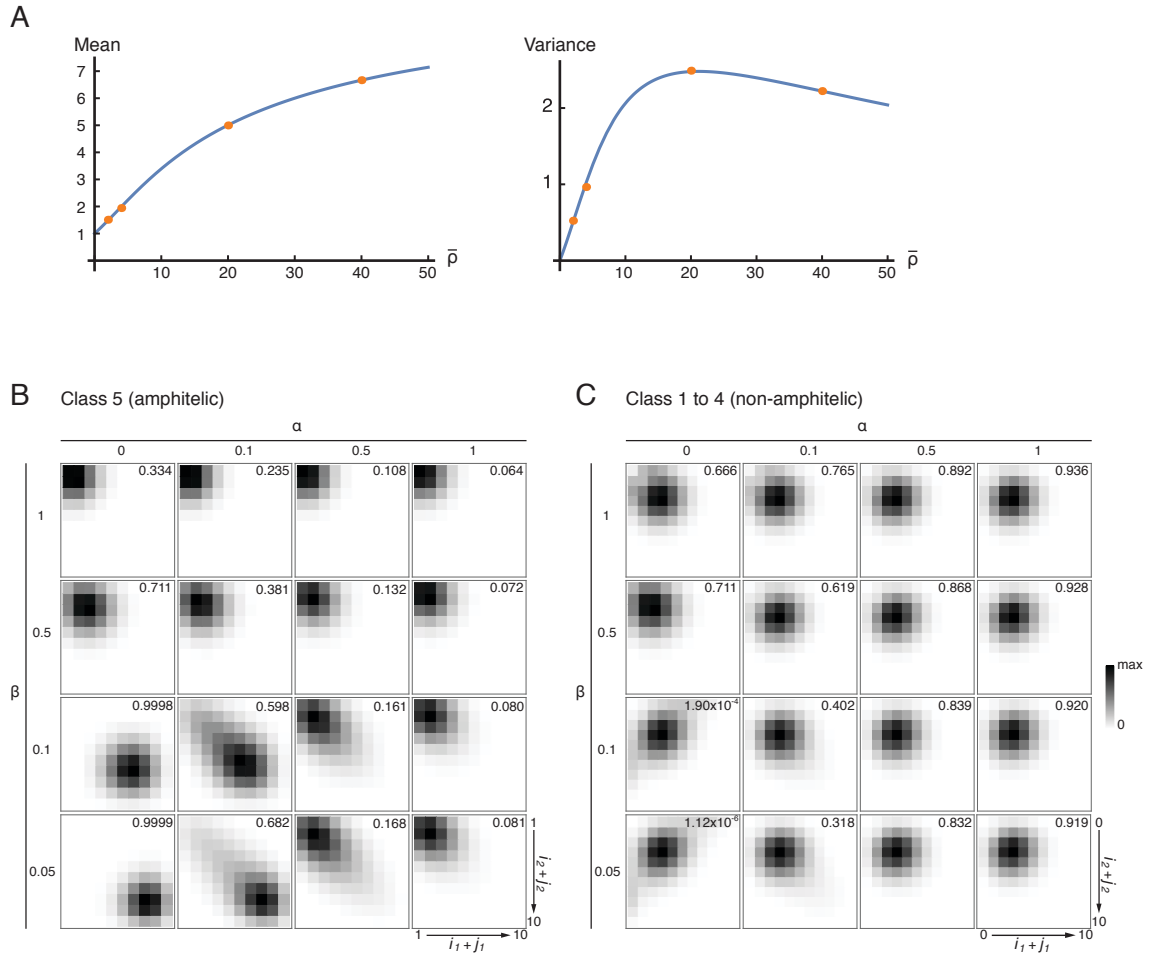 A
Mean
7
6
5
4
3
2
1
10 20 30 40 50 ρ̄
Variance
2
1
10 20 30 40 50 ρ̄
B Class 5 (amphitelic)
α
0 0.1 0.5 1
β
1 0.334 0.235 0.108 0.064
0.5 0.711 0.381 0.132 0.072
0.1 0.9998 0.598 0.161 0.080
0.05 0.9999 0.682 0.168 0.081
1
i₂ + j₂
10
1 10
i₁ + j₁
C Class 1 to 4 (non-amphitelic)
α
0 0.1 0.5 1
β
1 0.666 0.765 0.892 0.936
0.5 0.711 0.619 0.868 0.928
0.1 1.90x10⁻⁴ 0.402 0.839 0.920
0.05 1.12x10⁻⁶ 0.318 0.832 0.919
0
i₂ + j₂
10
0 10
i₁ + j₁
max
0